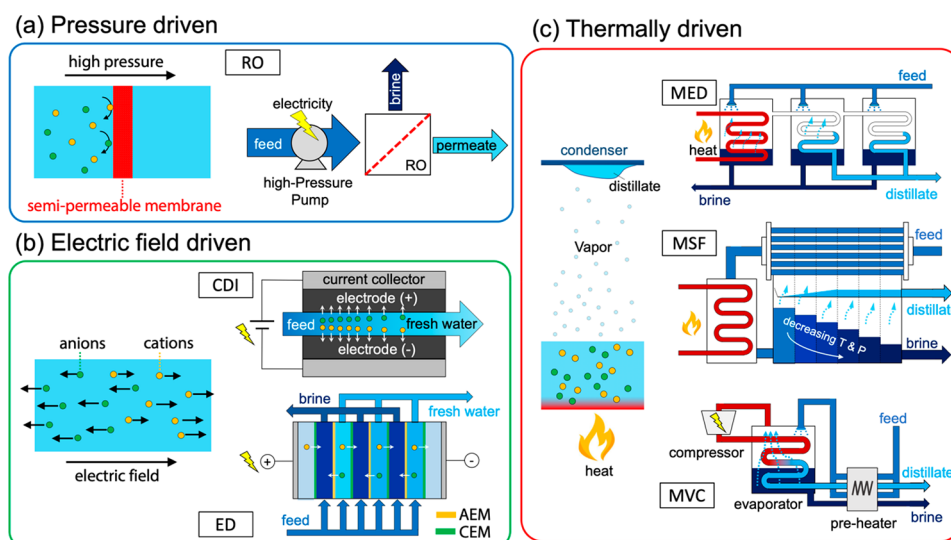 (a) Pressure driven
high pressure
semi-permeable membrane
RO
electricity
feed
high-Pressure
Pump
brine
RO
permeate
(b) Electric field driven
anions
cations
electric field
CDI
current collector
electrode (+)
feed
fresh water
electrode (-)
brine
fresh water
+
-
feed
ED
AEM
CEM
(c) Thermally driven
condenser
distillate
Vapor
heat
MED
feed
heat
brine
distillate
MSF
feed
decreasing T & P
distillat
brine
compressor
MVC
evaporator
feed
distillate
pre-heater
brine